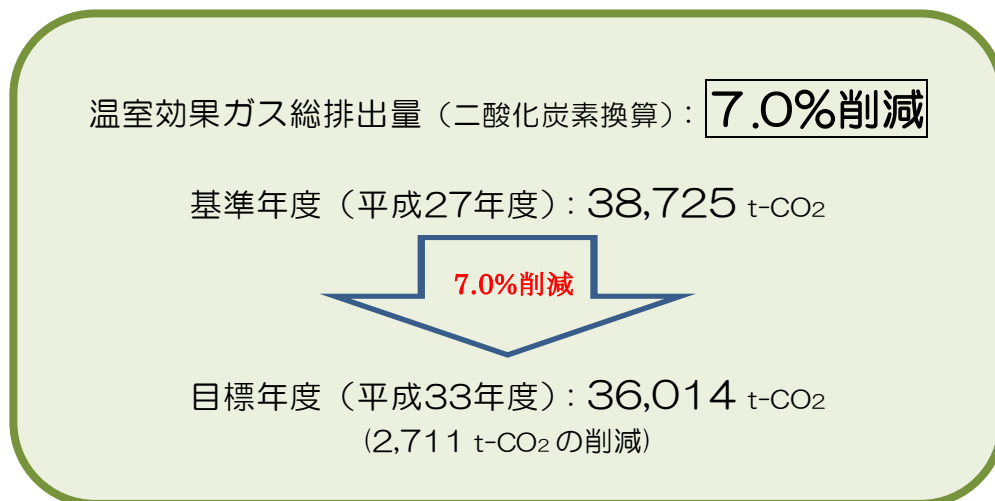 温室効果ガス総排出量（二酸化炭素換算）：7.0%削減
基準年度（平成27年度）：38,725 t-CO2
7.0%削減
目標年度（平成33年度）：36,014 t-CO2
(2,711 t-CO2 の削減)